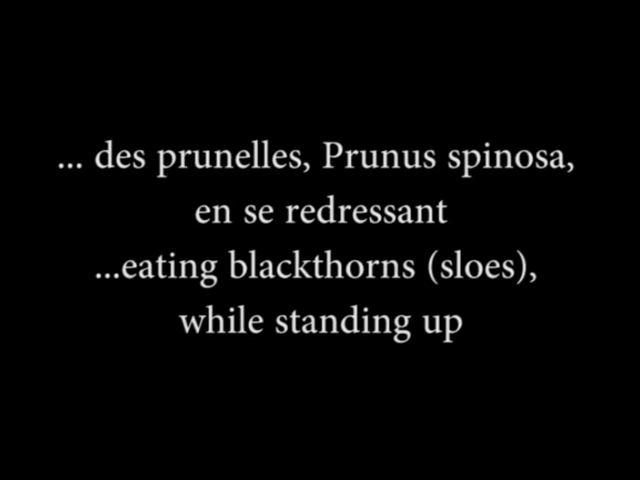 ... des prunelles, Prunus spinosa,
en se redressant
...eating blackthorns (sloes),
while standing up